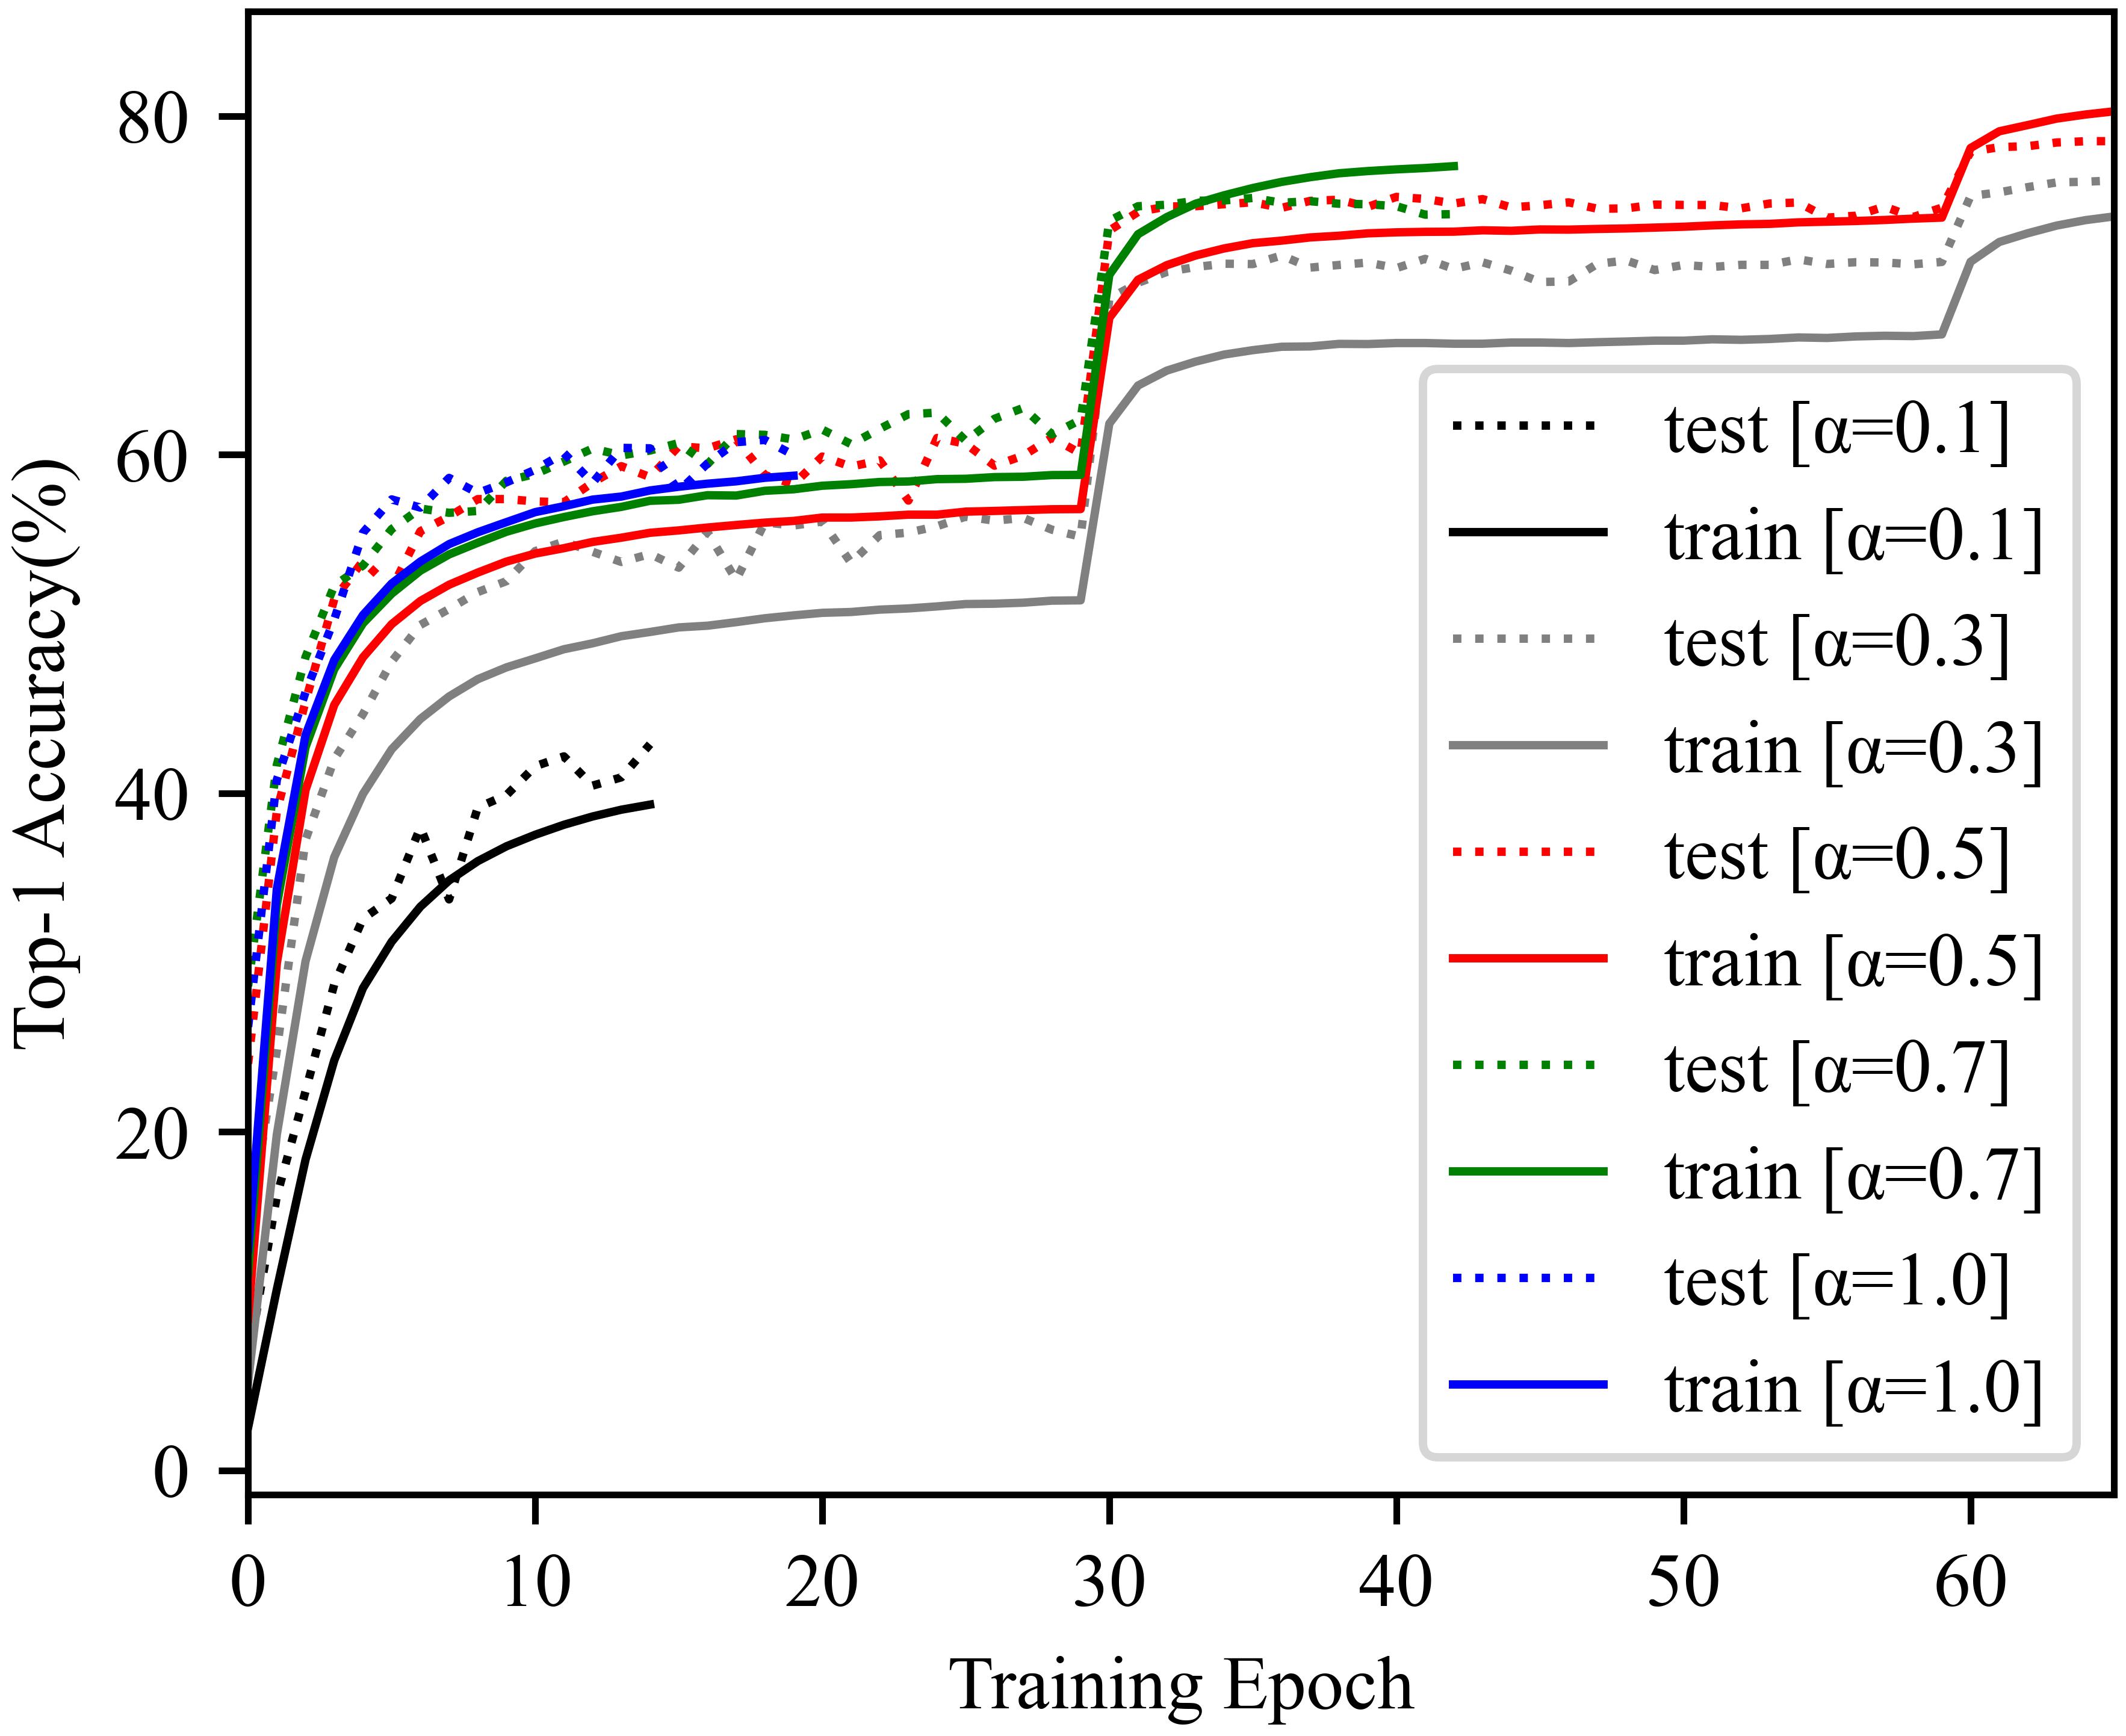 Top-1 Accuracy(%)
80
60
40
20
0
test [α=0.1]
train [α=0.1]
test [α=0.3]
train [α=0.3]
test [α=0.5]
train [α=0.5]
test [α=0.7]
train [α=0.7]
test [α=1.0]
train [α=1.0]
0 10 20 30 40 50 60
Training Epoch